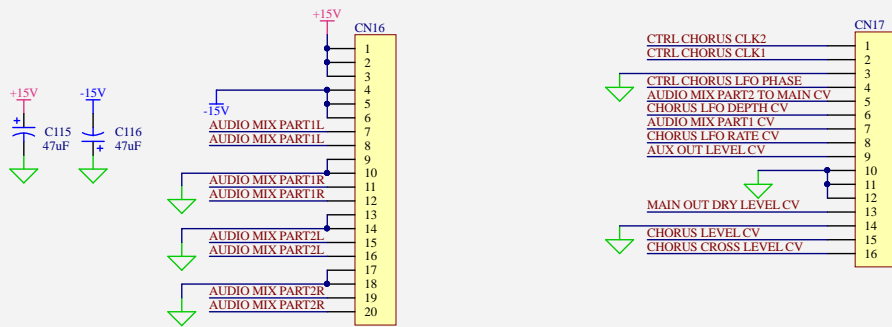 +15V
-15V
C115
47uF
C116
47uF
+
+
+15V
CN16
-15V
1
2
3
4
5
6
AUDIO MIX PART1L 7
AUDIO MIX PART1L 8
9
10
AUDIO MIX PART1R 11
AUDIO MIX PART1R 12
13
14
AUDIO MIX PART2L 15
AUDIO MIX PART2L 16
17
18
AUDIO MIX PART2R 19
AUDIO MIX PART2R 20
CN17
CTRL CHORUS CLK2 1
CTRL CHORUS CLK1 2
3
CTRL CHORUS LFO PHASE 4
AUDIO MIX PART2 TO MAIN CV 5
CHORUS LFO DEPTH CV 6
AUDIO MIX PART1 CV 7
CHORUS LFO RATE CV 8
AUX OUT LEVEL CV 9
10
11
12
MAIN OUT DRY LEVEL CV 13
14
CHORUS LEVEL CV 15
CHORUS CROSS LEVEL CV 16